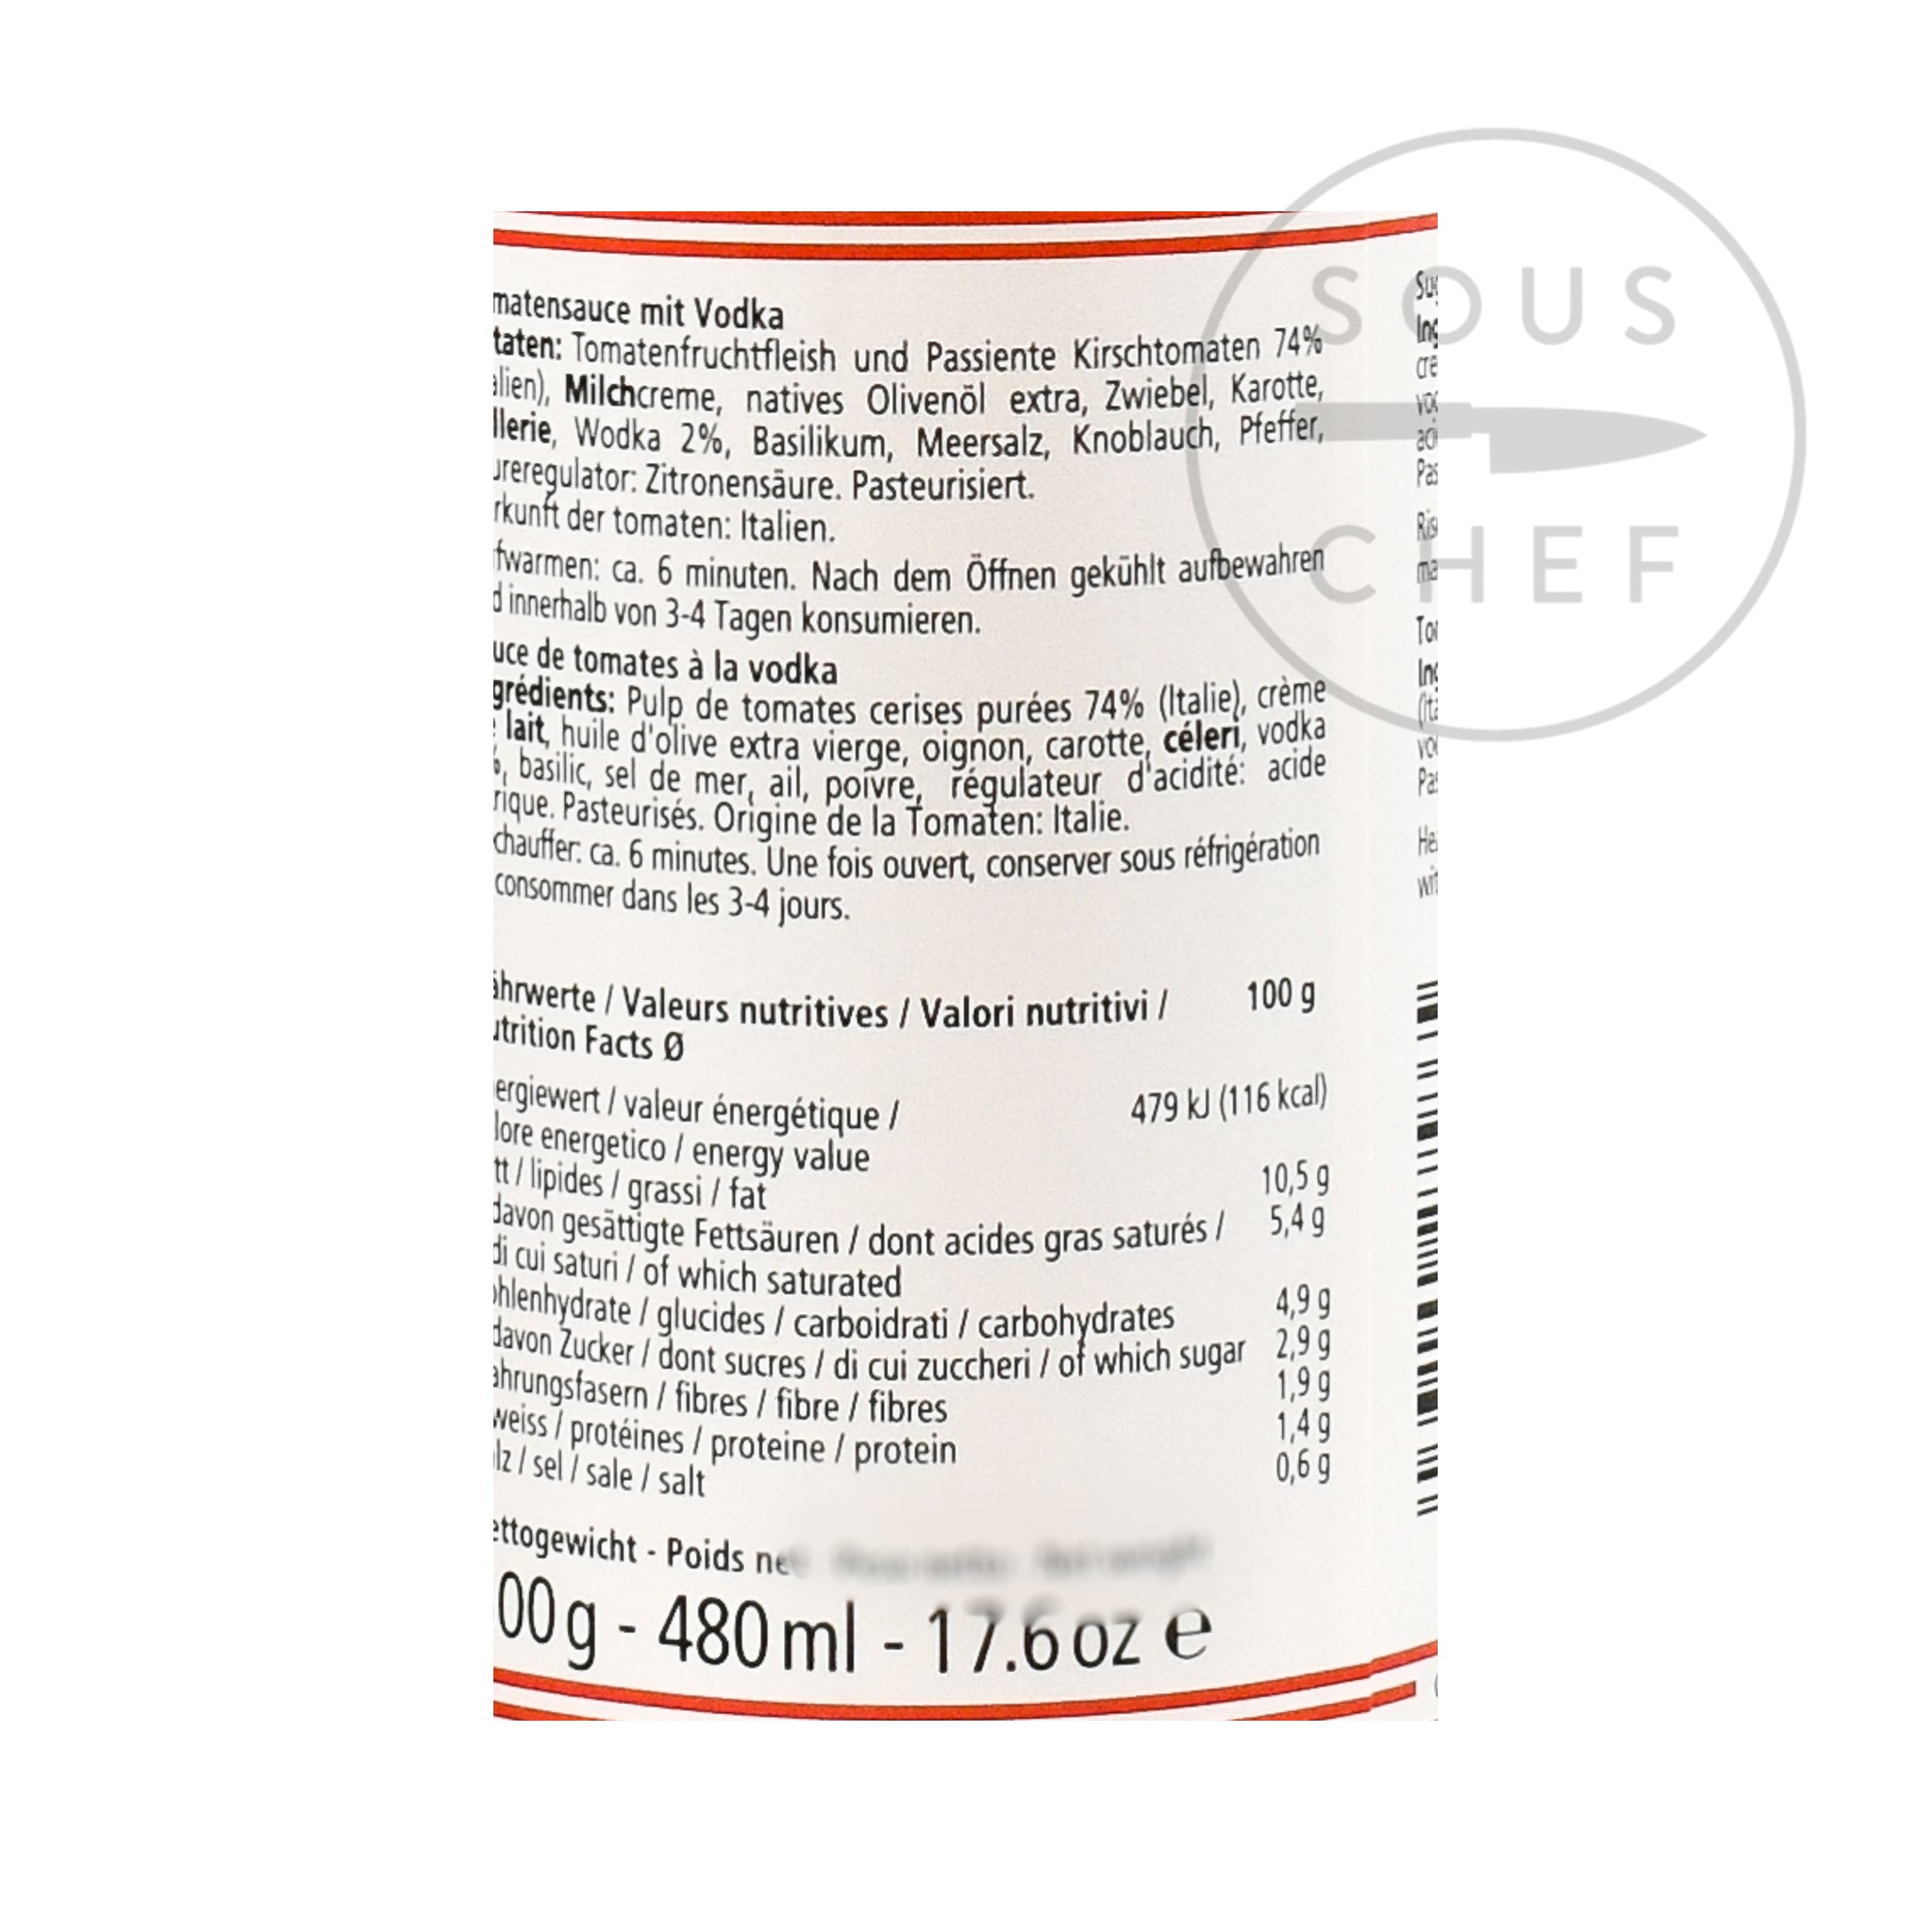 matensauce mit Vodka
taten: Tomatenfruchtfleish und Passiente Kirschtomaten 74%
alien), Milchcreme, natives Olivenöl extra, Zwiebel, Karotte,
llerie, Wodka 2%, Basilikum, Meersalz, Knoblauch, Pfeffer,
ureregulator: Zitronensäure. Pasteurisiert.
rkunft der tomaten: Italien.
fwarmen: ca. 6 minuten. Nach dem Öffnen gekühlt aufbewahren
d innerhalb von 3-4 Tagen konsumieren.
uce de tomates à la vodka
grédients: Pulp de tomates cerises purées 74% (Italie), crème
lait, huile d'olive extra vierge, oignon, carotte, céleri, vodka
%, basilic, sel de mer, ail, poivre, régulateur d'acidité: acide
rique. Pasteurisés. Origine de la Tomaten: Italie.
chauffer: ca. 6 minutes. Une fois ouvert, conserver sous réfrigération
consommer dans les 3-4 jours.
ährwerte / Valeurs nutritives / Valori nutritivi / 100 g
utrition Facts Ø
ergiewert / valeur énergétique / 479 kJ (116 kcal)
lore energetico / energy value
tt / lipides / grassi / fat 10,5 g
davon gesättigte Fettsäuren / dont acides gras saturés / 5,4 g
di cui saturi / of which saturated
ohlenhydrate / glucides / carboidrati / carbohydrates 4,9 g
davon Zucker / dont sucres / di cui zuccheri / of which sugar 2,9 g
ahrungsfasern / fibres / fibre / fibres 1,9 g
weiss / protéines / proteine / protein 1,4 g
lz / sel / sale / salt 0,6 g
ettogewicht - Poids net
00 g - 480 ml - 17.6 oz e
SOUS
CHEF